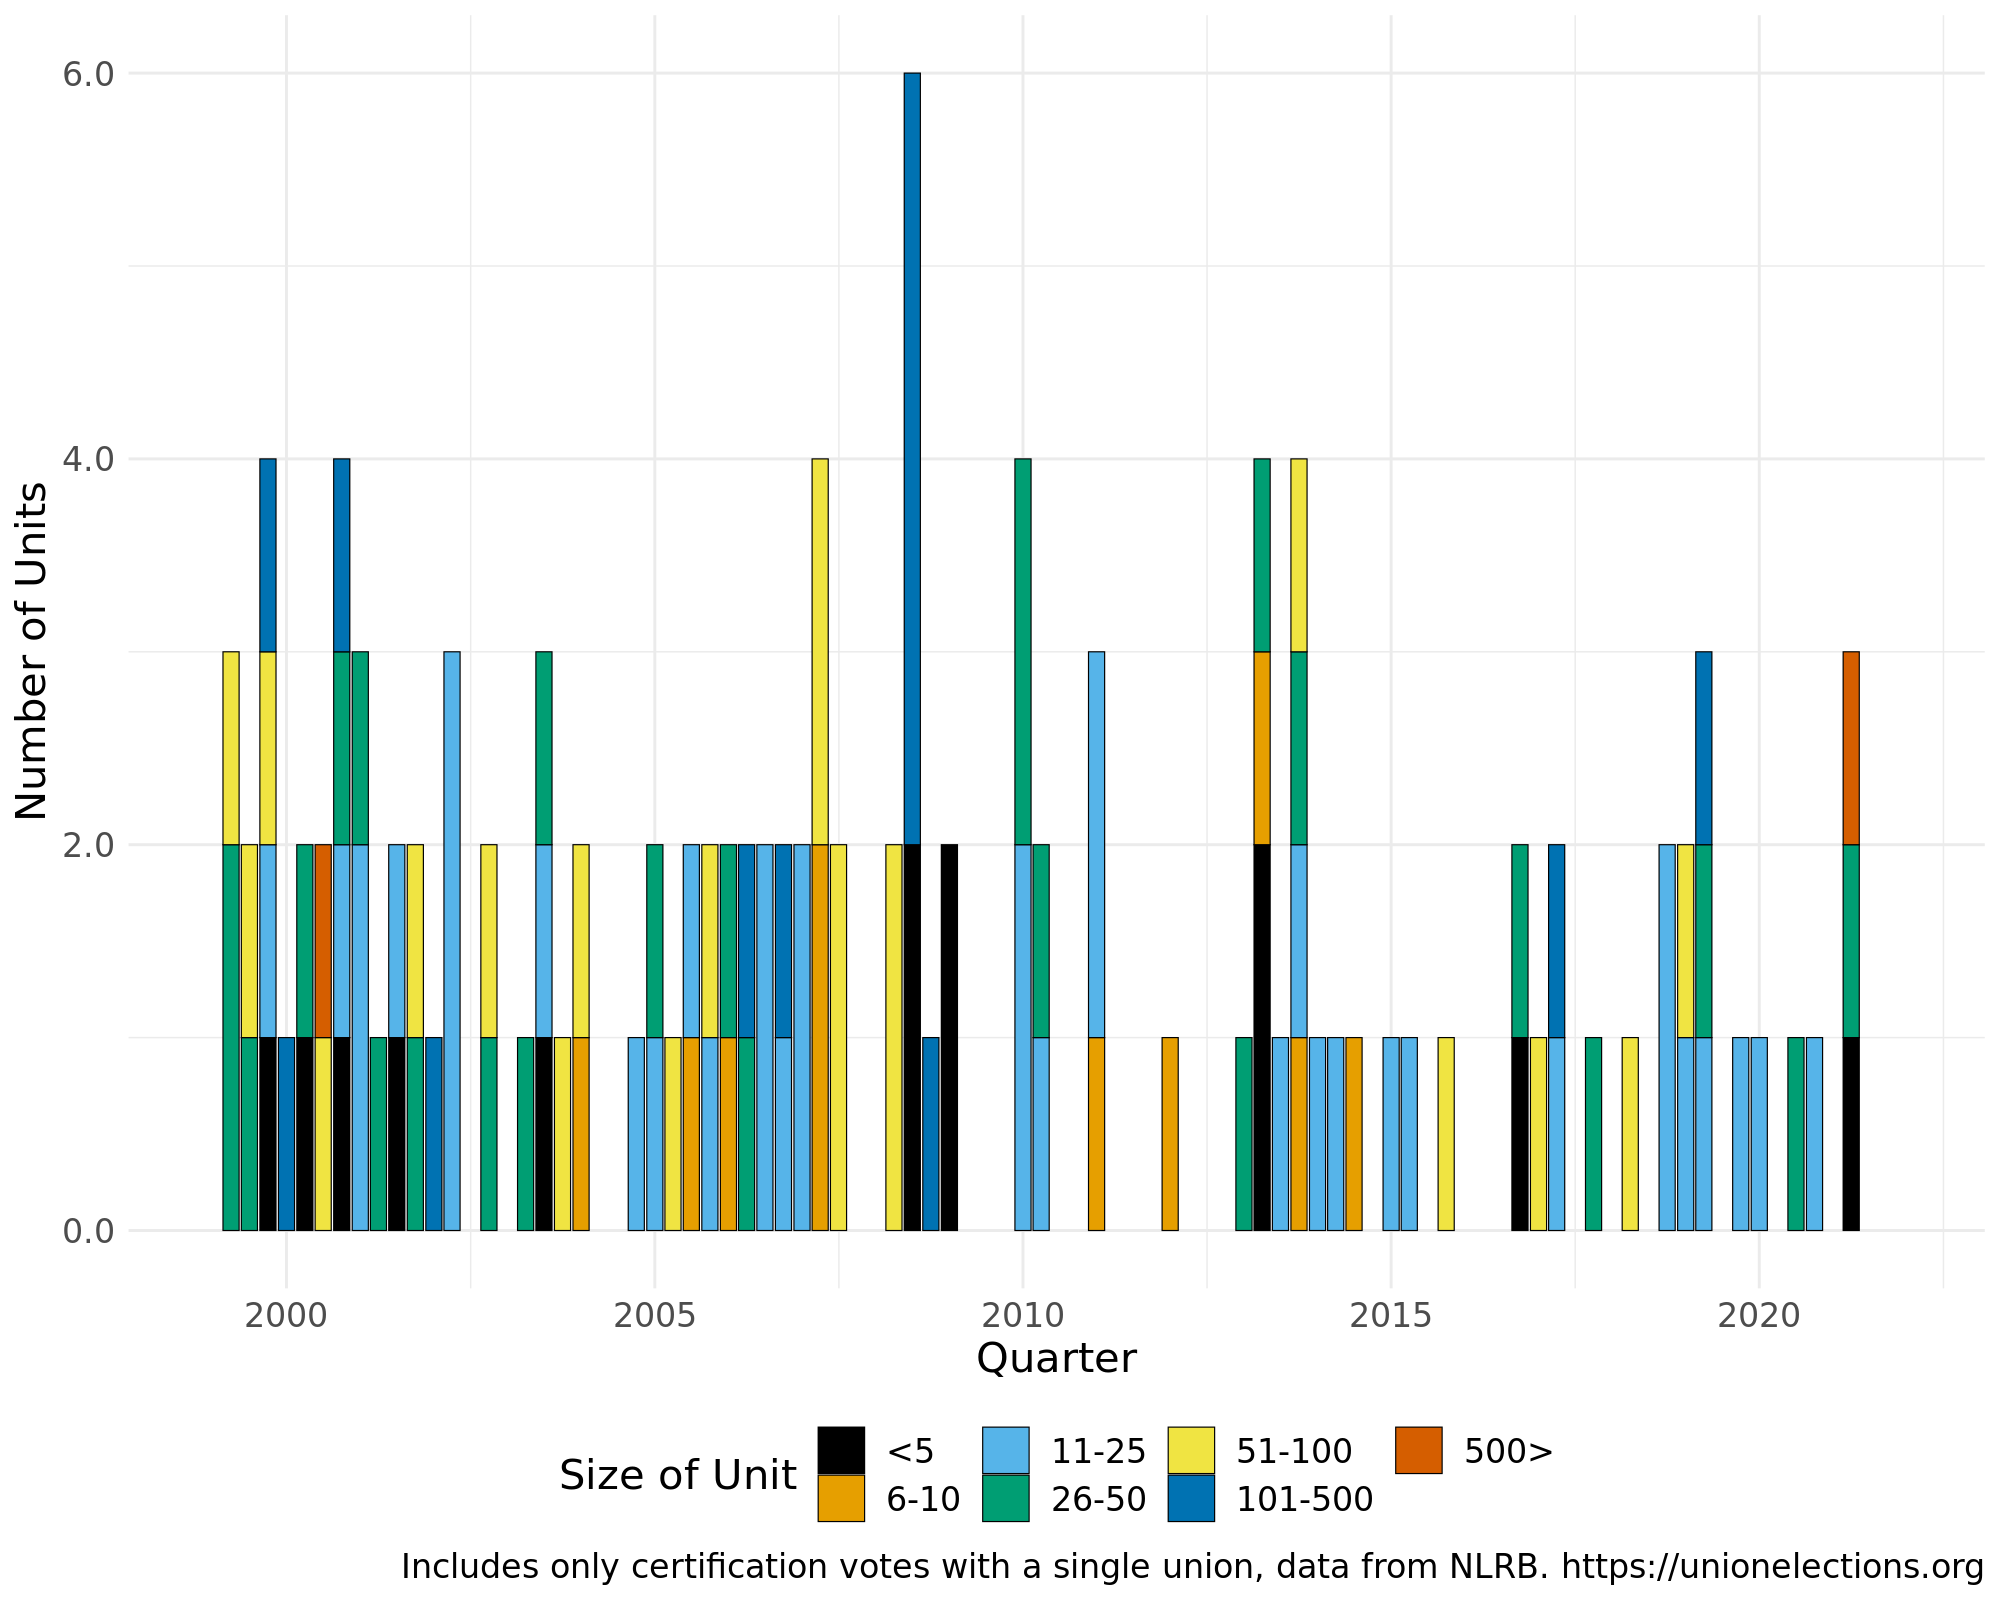 6.0
4.0
2.0
0.0
Number of Units
2000 2005 2010 2015 2020
Quarter
Size of Unit
<5 11-25 51-100 500>
6-10 26-50 101-500
Includes only certification votes with a single union, data from NLRB. https://unionelections.org